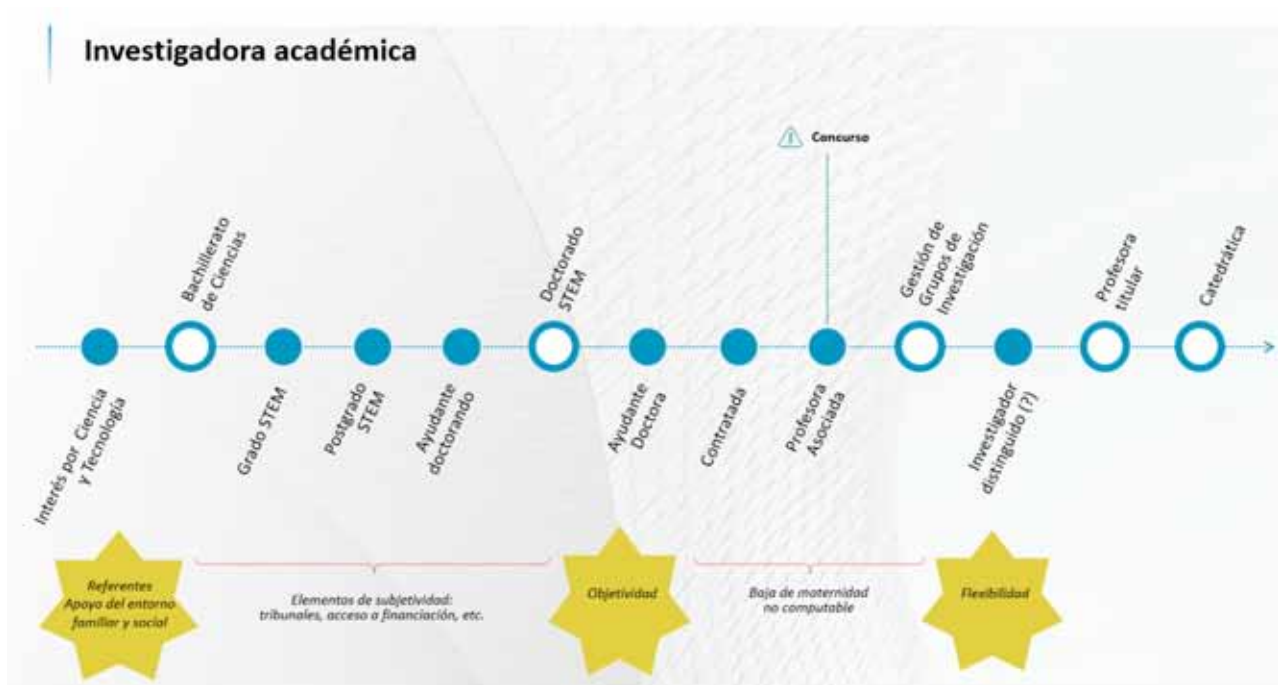 Investigadora académica
Concurso
Interés por Ciencia
y Tecnología
Bachillerato
de Ciencias
Grado STEM
Postgrado
STEM
Ayudante
doctorando
Doctorado
STEM
Ayudante
Doctora
Contratada
Profesora
Asociada
Gestión de
Grupos de
Investigación
Investigador
distinguido (?)
Profesora
titular
Catedrática
Referentes
Apoyo del entorno
familiar y social
Elementos de subjetividad:
tribunales, acceso a financiación, etc.
Objetividad
Baja de maternidad
no computable
Flexibilidad